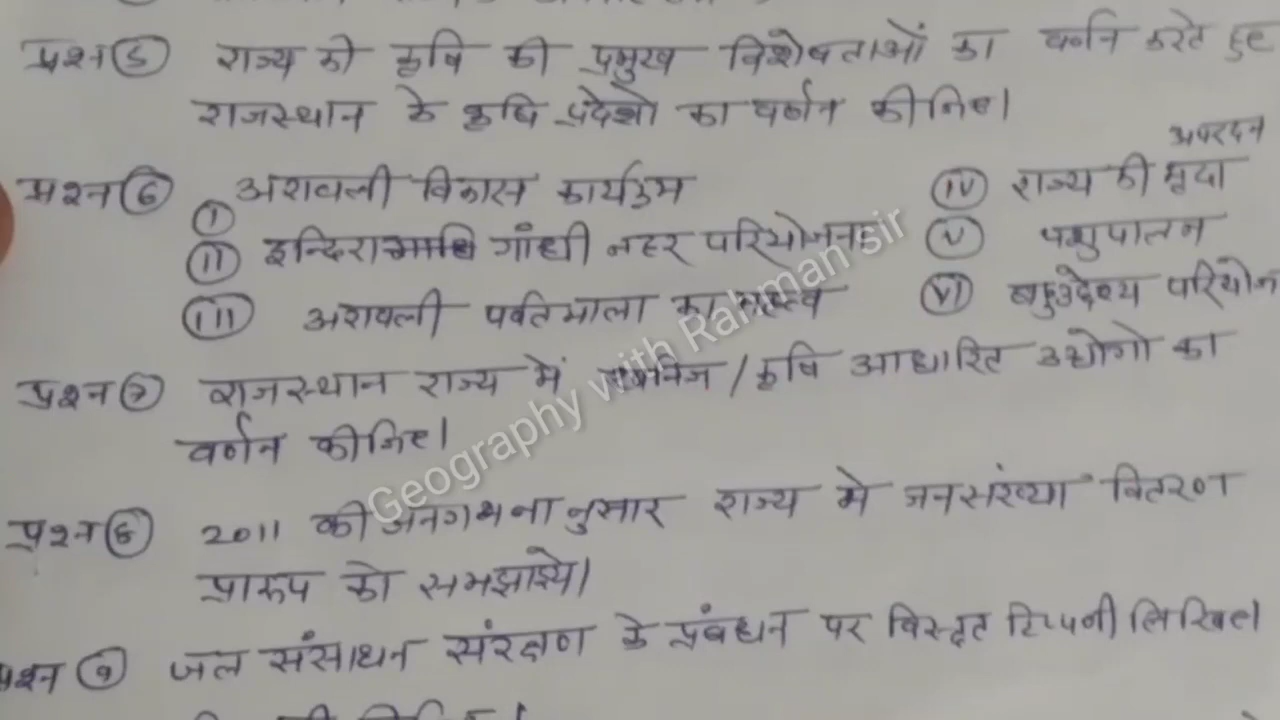 प्रश्न 5 राज्य की कृषि की प्रमुख विशेषताओं का वर्णन करते हुए
राजस्थान के कृषि प्रदेशो का वर्णन कीजिए।
प्रश्न 6 I अरावली विकास कार्यक्रम
II इन्दिरा गांधी नहर परियोजना
III अरावली पर्वतमाला का महत्व
अपरदन
IV राज्य की मृदा
V पशुपालन
VI बहुउद्देश्य परियोज
प्रश्न 7 राजस्थान राज्य में खनिज / कृषि आधारित उद्योगो का
वर्णन कीजिए।
प्रश्न 8 2011 की जनगणनानुसार राज्य मे जनसंख्या वितरण
प्रारूप को समझाइये।
प्रश्न 9 जल संसाधन संरक्षण के प्रबंधन पर विस्तृत टिप्पणी लिखिए।
Geography with Rahman sir